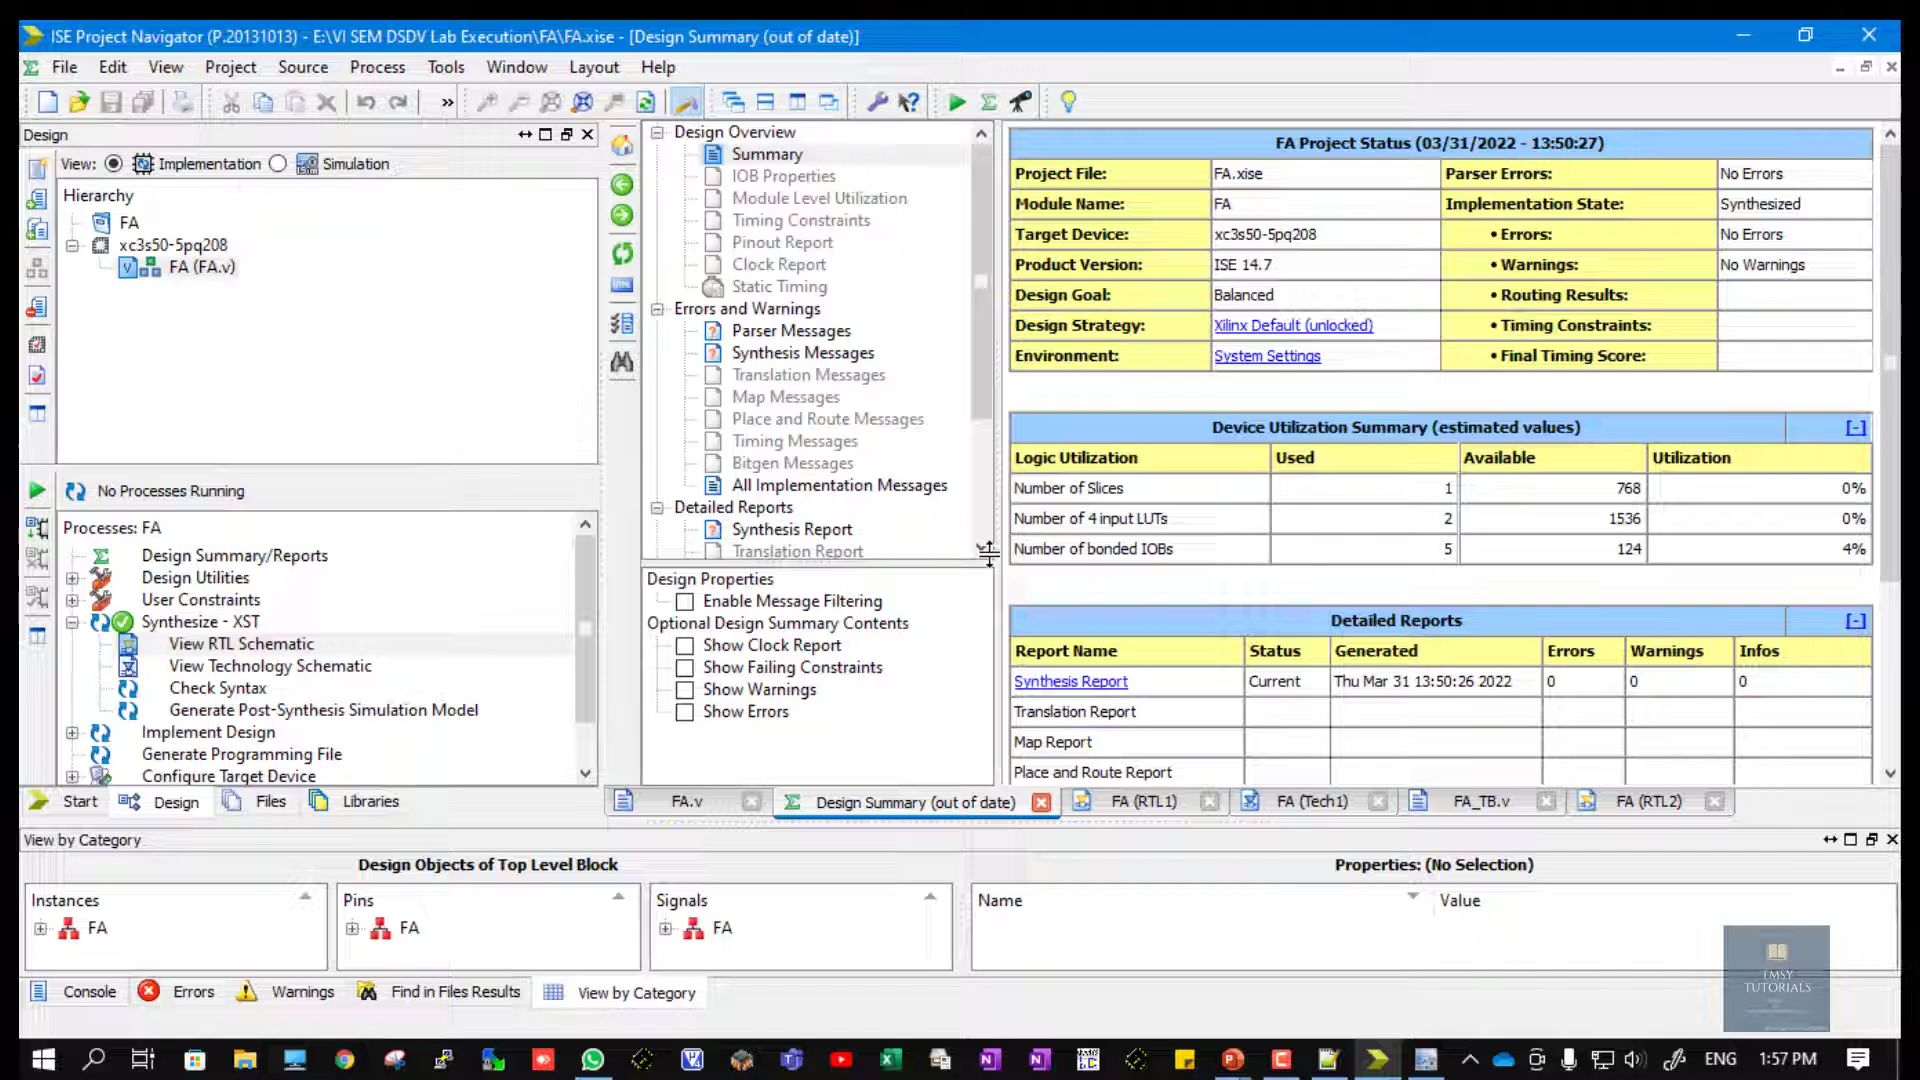 ISE Project Navigator (P.20131013) - E:\VI SEM DSDV Lab Execution\FA\FA.xise - [Design Summary (out of date)]
File Edit View Project Source Process Tools Window Layout Help
Design
View: Implementation Simulation
Hierarchy
FA
xc3s50-5pq208
FA (FA.v)
No Processes Running
Processes: FA
Design Summary/Reports
Design Utilities
User Constraints
Synthesize - XST
View RTL Schematic
View Technology Schematic
Check Syntax
Generate Post-Synthesis Simulation Model
Implement Design
Generate Programming File
Configure Target Device
Start Design Files Libraries
Design Overview
Summary
IOB Properties
Module Level Utilization
Timing Constraints
Pinout Report
Clock Report
Static Timing
Errors and Warnings
Parser Messages
Synthesis Messages
Translation Messages
Map Messages
Place and Route Messages
Timing Messages
Bitgen Messages
All Implementation Messages
Detailed Reports
Synthesis Report
Translation Report
Design Properties
Enable Message Filtering
Optional Design Summary Contents
Show Clock Report
Show Failing Constraints
Show Warnings
Show Errors
FA Project Status (03/31/2022 - 13:50:27)
Project File: FA.xise Parser Errors: No Errors
Module Name: FA Implementation State: Synthesized
Target Device: xc3s50-5pq208 • Errors: No Errors
Product Version: ISE 14.7 • Warnings: No Warnings
Design Goal: Balanced • Routing Results:
Design Strategy: Xilinx Default (unlocked) • Timing Constraints:
Environment: System Settings • Final Timing Score:
Device Utilization Summary (estimated values) [-]
Logic Utilization Used Available Utilization
Number of Slices 1 768 0%
Number of 4 input LUTs 2 1536 0%
Number of bonded IOBs 5 124 4%
Detailed Reports [-]
Report Name Status Generated Errors Warnings Infos
Synthesis Report Current Thu Mar 31 13:50:26 2022 0 0 0
Translation Report
Map Report
Place and Route Report
FA.v Design Summary (out of date) FA (RTL1) FA (Tech1) FA_TB.v FA (RTL2)
View by Category
Design Objects of Top Level Block Properties: (No Selection)
Instances Pins Signals Name Value
FA FA FA
TMSY
TUTORIALS
Console Errors Warnings Find in Files Results View by Category
ENG 1:57 PM